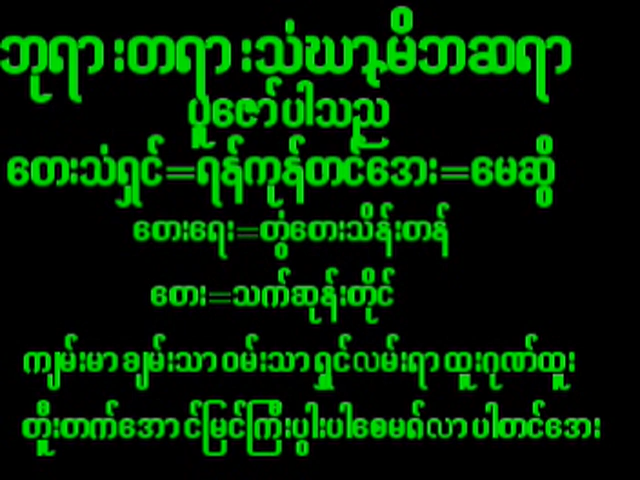 ဘုရား တရား သံဃာ့မိဘဆရာ
ပူဇော်ပါသည်
တေးသံရှင်=ရန်ကုန်တင်အေး=မေဆွိ
တေးရေး=တွံတေးသိန်းတန်
တေး=သက်ဆုန်းတိုင်
ကျမ်းမာ ချမ်းသာ ဝမ်းသာ ရှုင်လမ်းရာ ထူးဂုဏ်ထူး
တိူးတက်အောင်မြင်ကြီးပွါးပါစေမင်္ဂလာ ပါတင်အေး